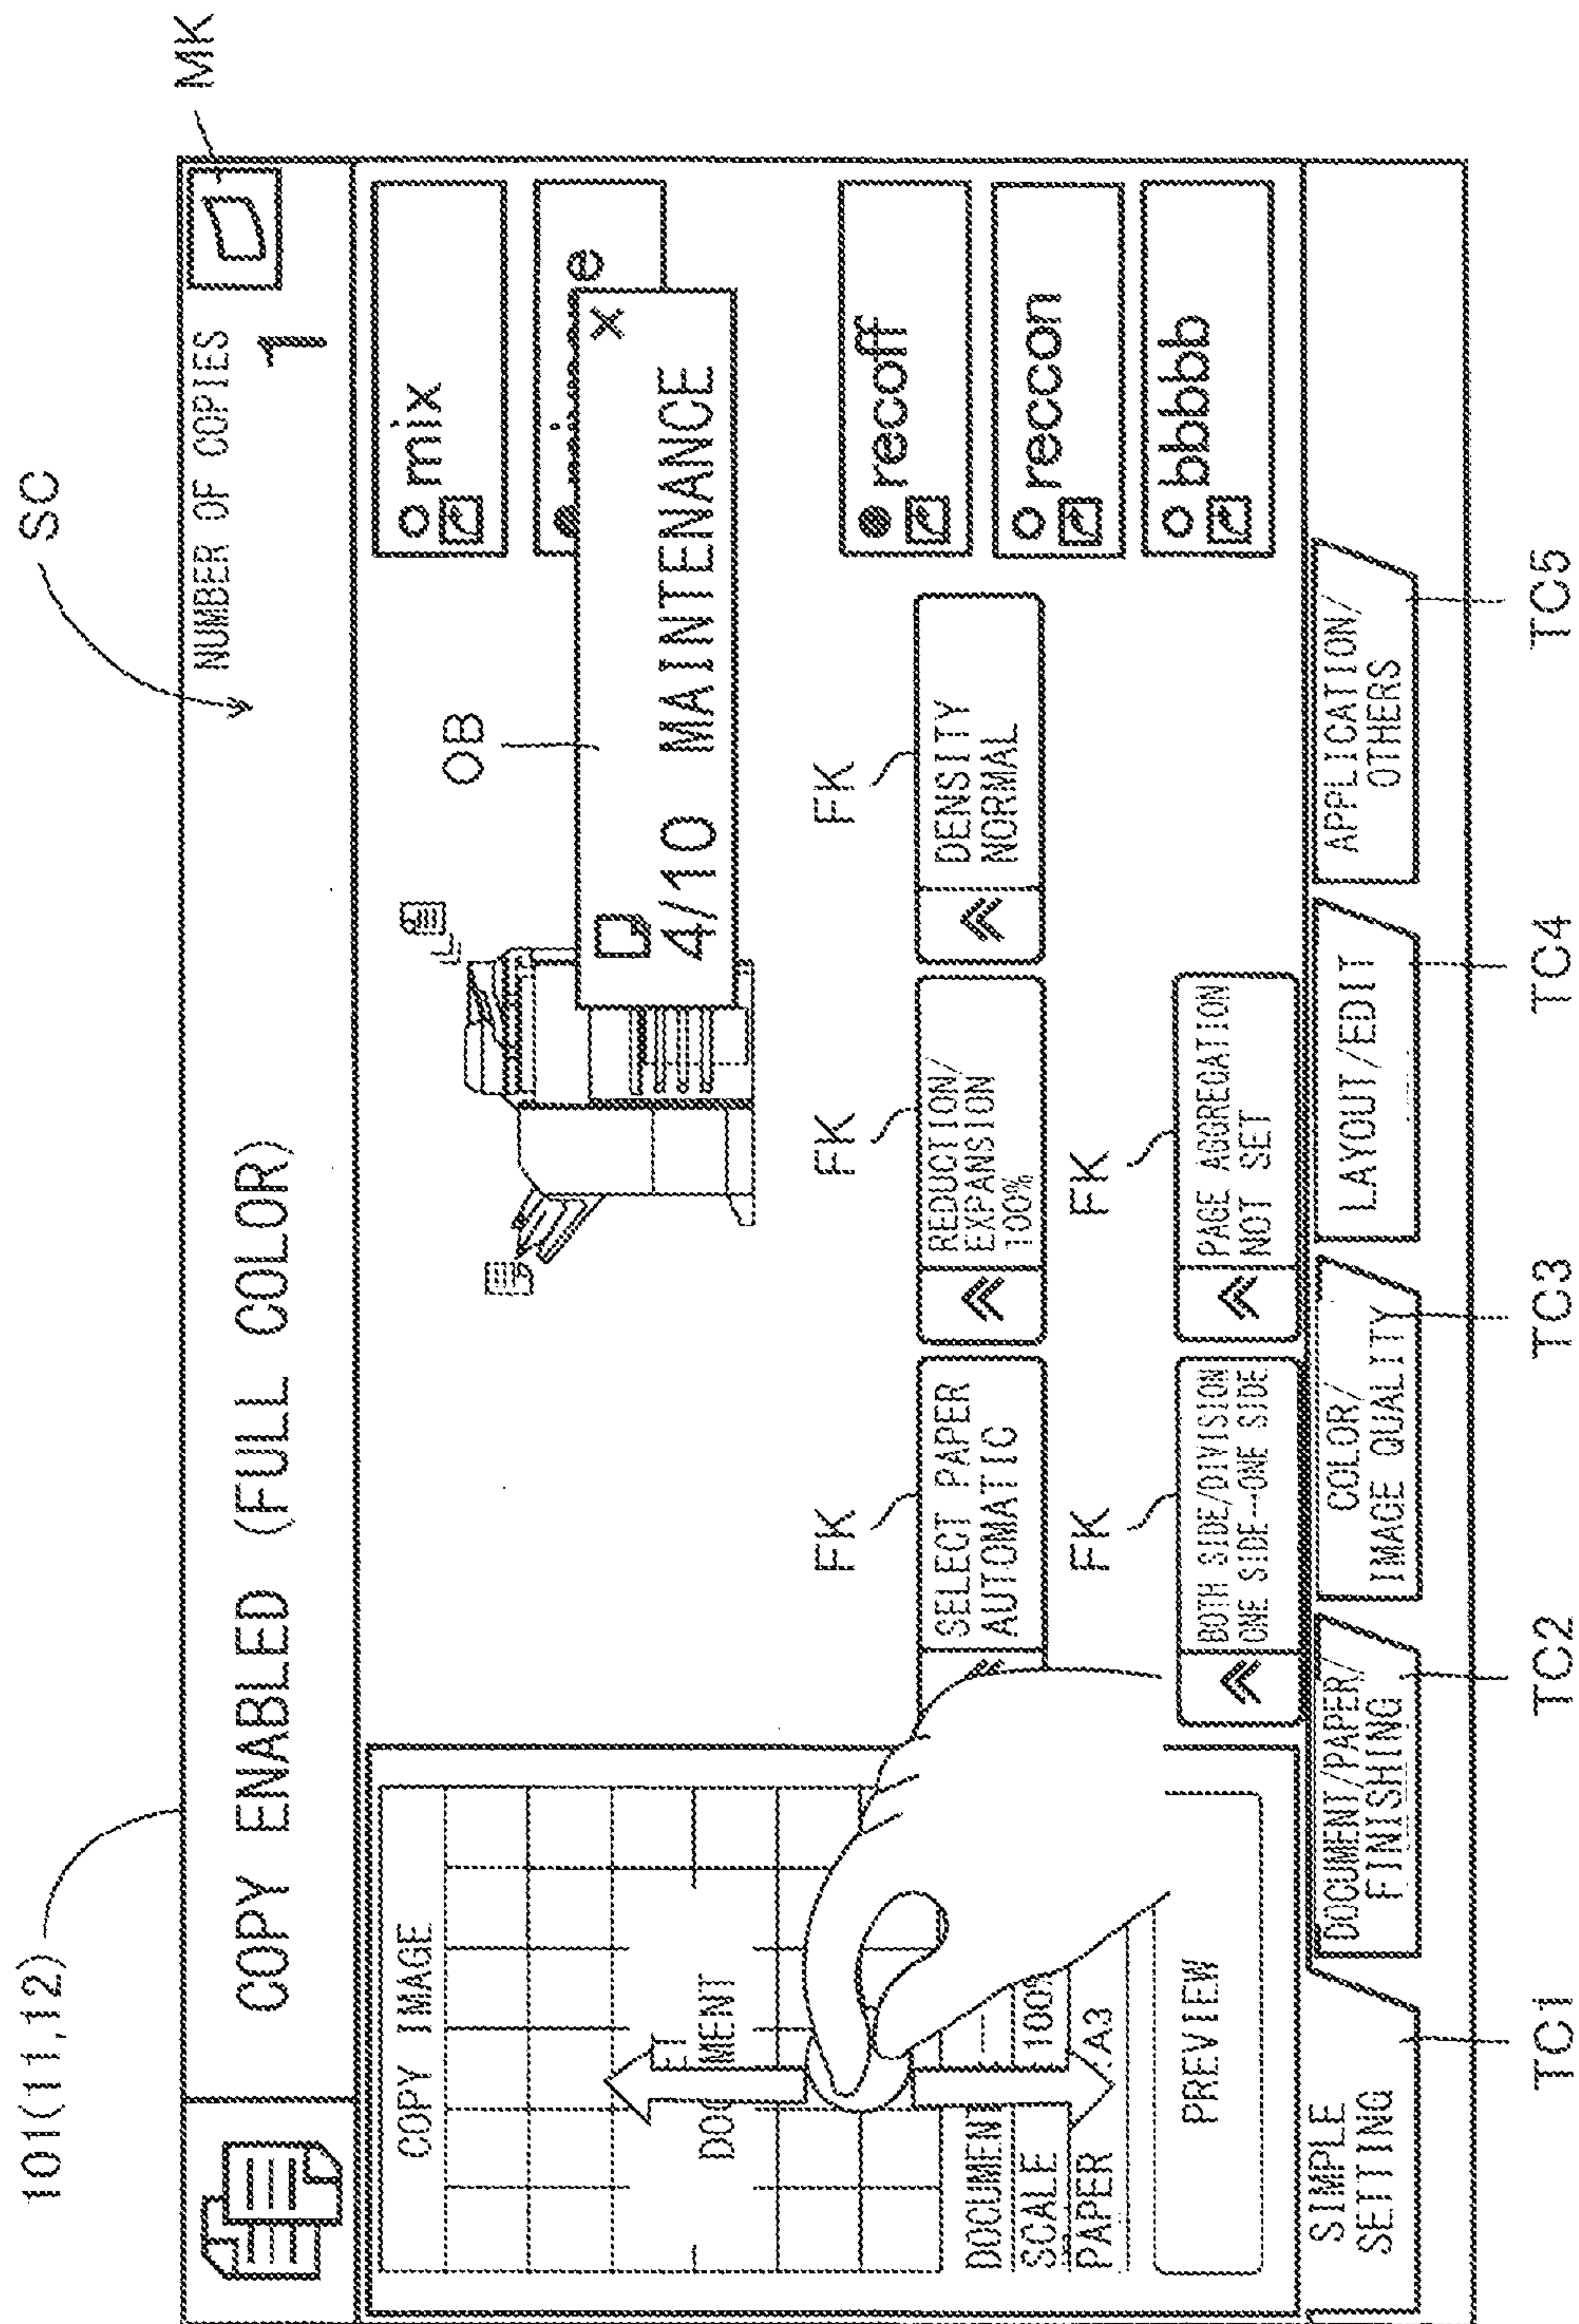 101(11,12)
SC
MK
COPY ENABLED (FULL COLOR)
NUMBER OF COPIES
1
COPY IMAGE
MENT
100%
A3
SCALE
PAPER
PREVIEW
OB
4/10 MAINTENANCE
×
mix
e
recoff
reccon
bbbbb
FK
FK
FK
SELECT PAPER
AUTOMATIC
REDUCTION/
EXPANSION
100%
DENSITY
NORMAL
FK
FK
BOTH SIDE/DIVISION
ONE SIDE→ONE SIDE
PAGE AGGREGATION
NOT SET
SIMPLE
SETTING
DOCUMENT/PAPER/
FINISHING
COLOR/
IMAGE QUALITY
LAYOUT/EDIT
APPLICATION/
OTHERS
TC1
TC2
TC3
TC4
TC5